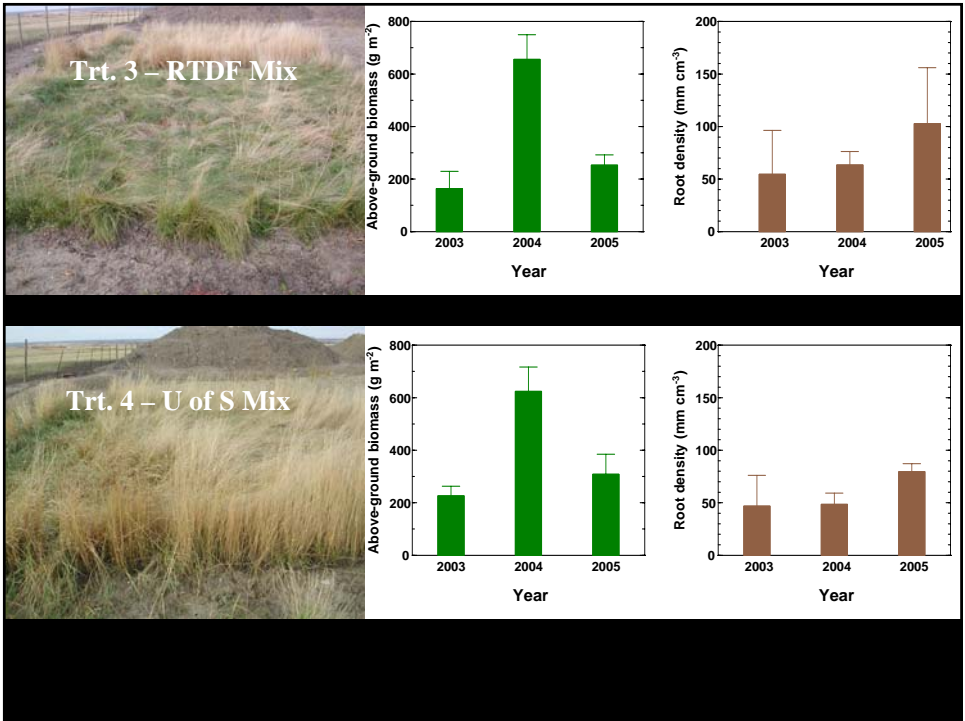 Trt. 3 – RTDF Mix
Above-ground biomass (g m-2)
800
600
400
200
0
2003 2004 2005
Year
Root density (mm cm-3)
200
150
100
50
0
2003 2004 2005
Year
Trt. 4 – U of S Mix
Above-ground biomass (g m-2)
800
600
400
200
0
2003 2004 2005
Year
Root density (mm cm-3)
200
150
100
50
0
2003 2004 2005
Year